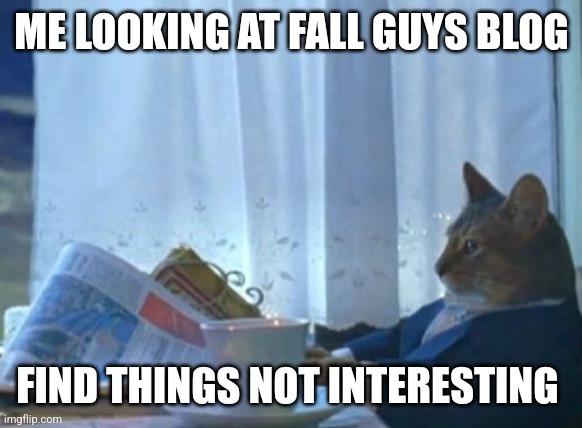 ME LOOKING AT FALL GUYS BLOG
FIND THINGS NOT INTERESTING
imgflip.com